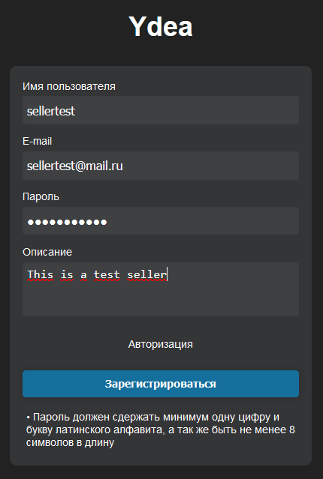 Ydea
Имя пользователя
sellertest
E-mail
sellertest@mail.ru
Пароль
●●●●●●●●●●●
Описание
This is a test seller
Авторизация
Зарегистрироваться
• Пароль должен сдержать минимум одну цифру и
букву латинского алфавита, а так же быть не менее 8
символов в длину